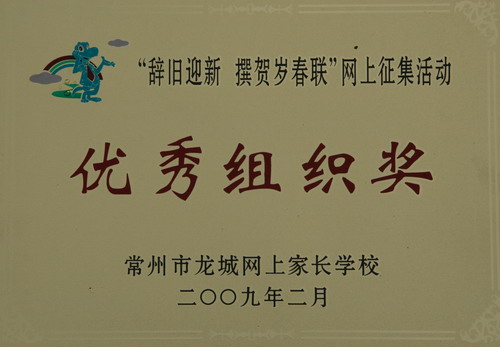 “辞旧迎新 撰贺岁春联”网上征集活动
优秀组织奖
常州市龙城网上家长学校
二〇〇九年二月